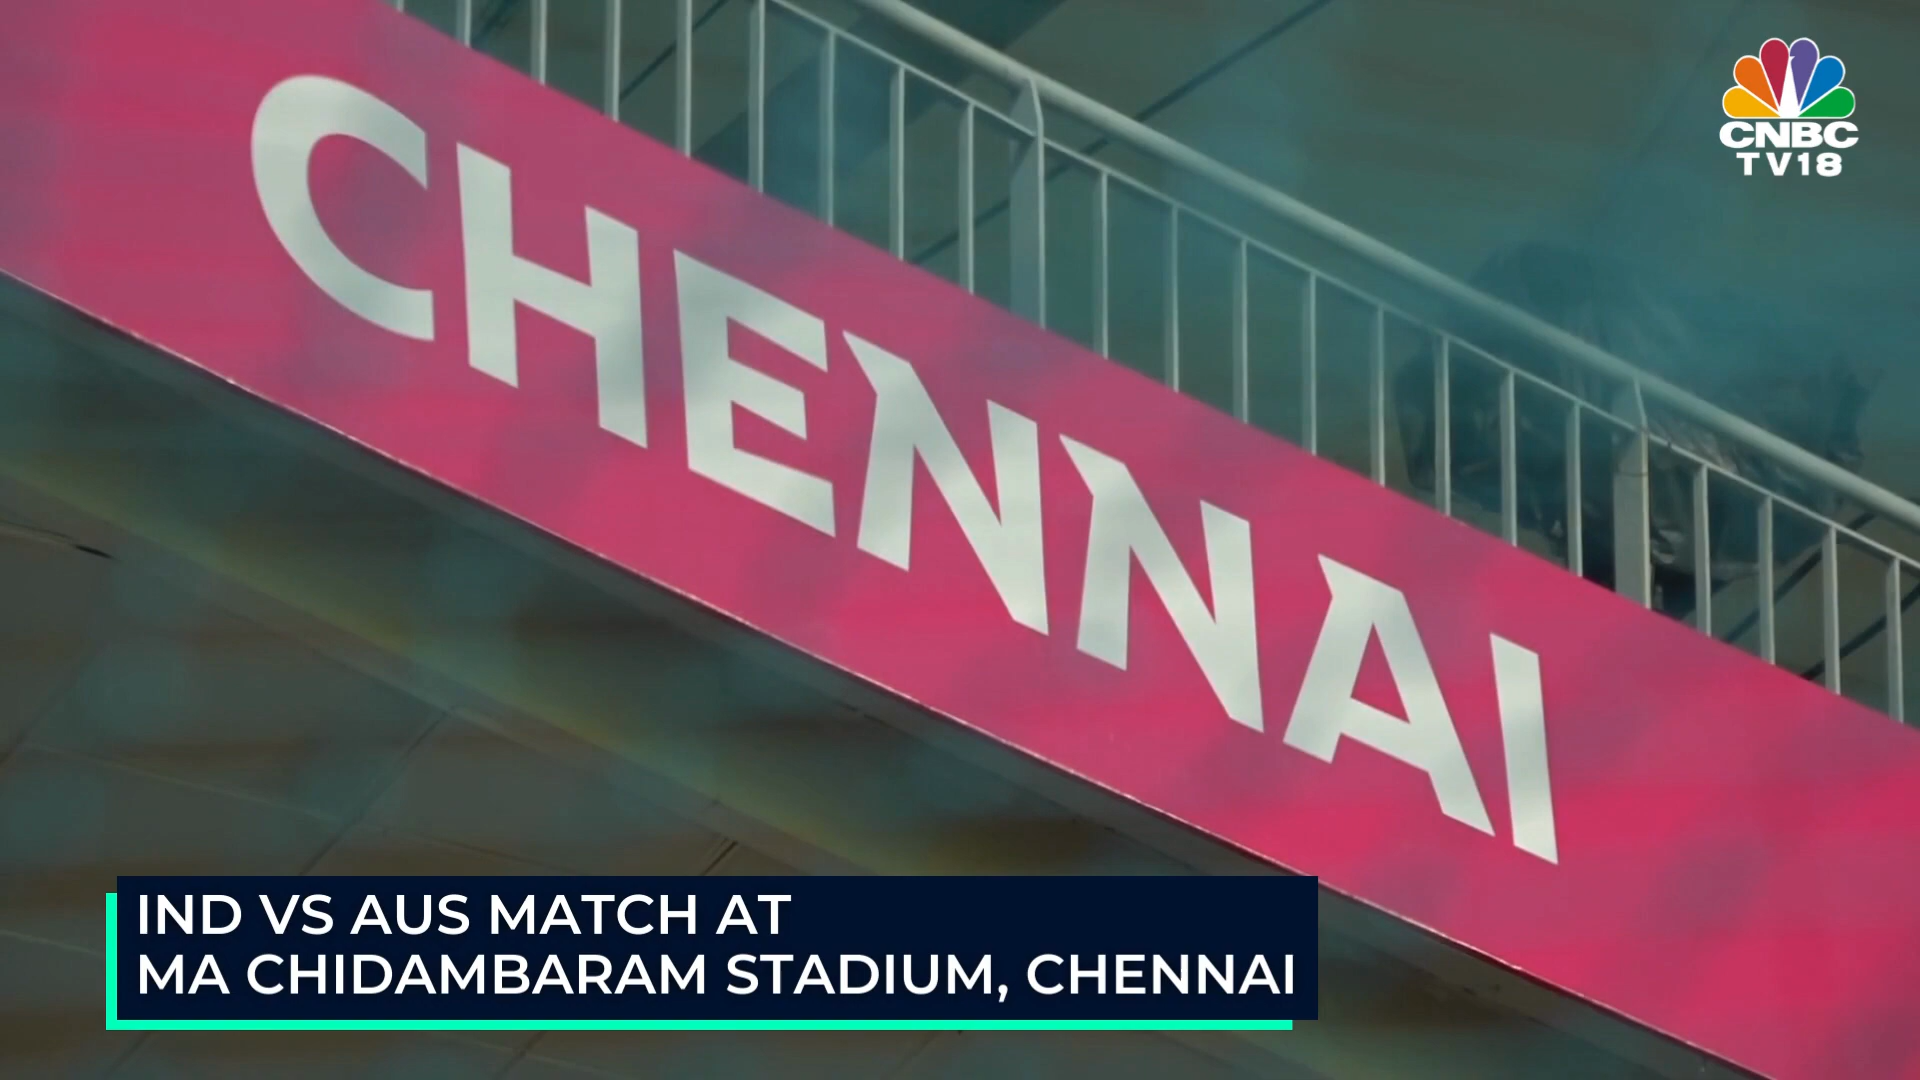 CNBC
TV18
CHENNAI
IND VS AUS MATCH AT
MA CHIDAMBARAM STADIUM, CHENNAI